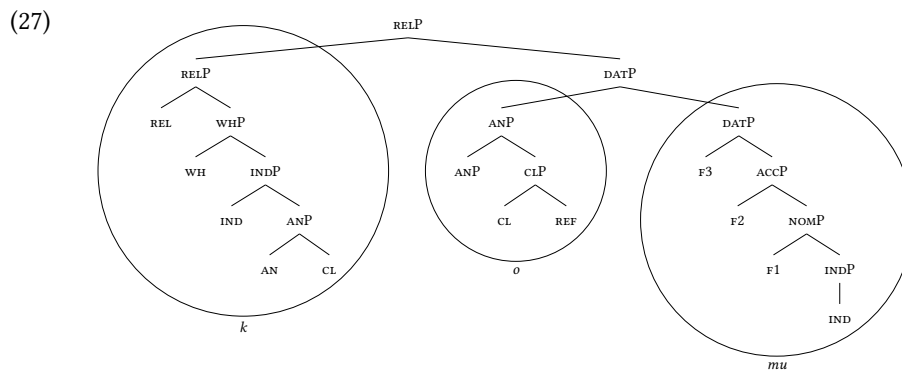 (27)
RELP
RELP DATP
REL WHP ANP DATP
WH INDP ANP CLP F3 ACCP
IND ANP CL REF F2 NOMP
AN CL o F1 INDP
k IND
mu